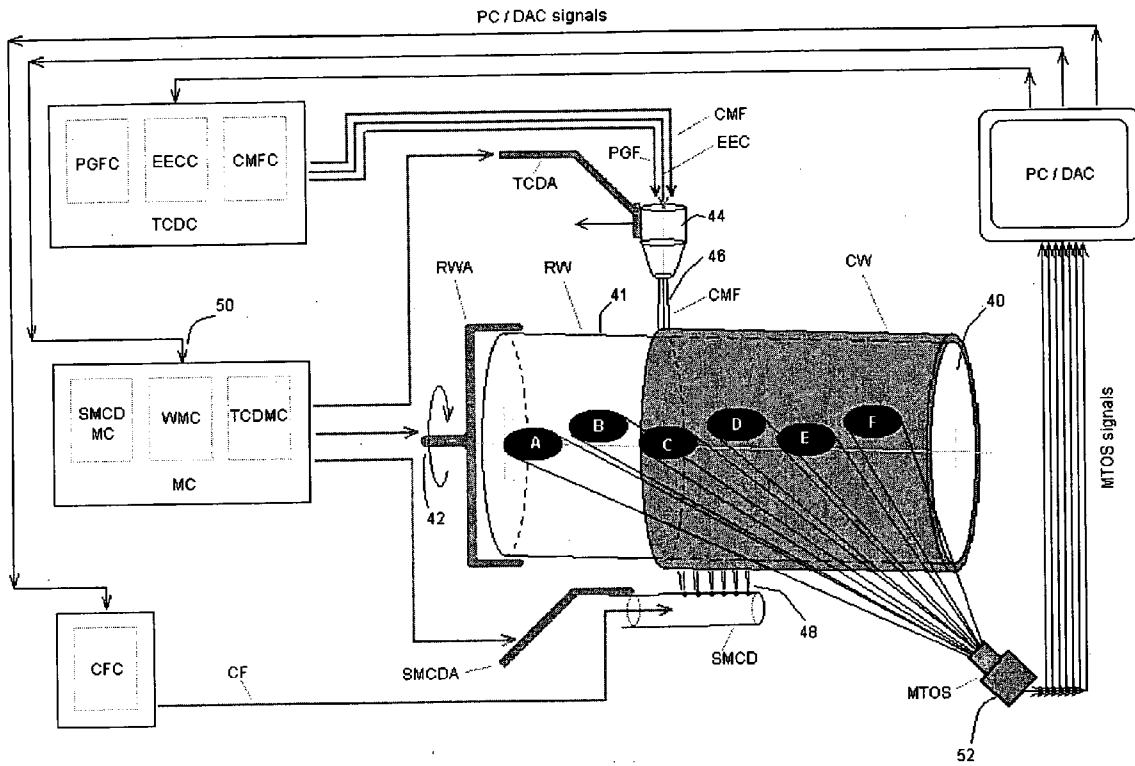 PC / DAC signals
PGFC
EECC
CMFC
TCDC
CMF
PGF
EEC
TCDA
44
PC / DAC
46
RWA
RW
41
CMF
CW
40
50
SMCD
MC
WMC
TCDMC
MC
A
B
C
D
E
F
42
MTOS signals
48
SMCD
SMCDA
CFC
CF
MTOS
52